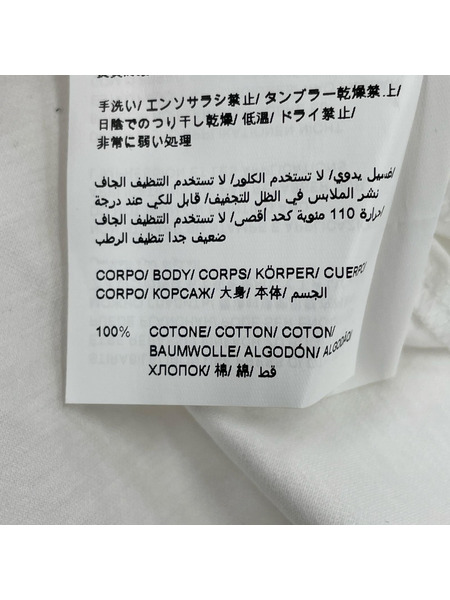 手洗い/ エンソサラシ禁止/ タンブラー乾燥禁止/
日陰でのつり干し乾燥/ 低温/ ドライ禁止/
非常に弱い処理
غسيل يدوي/ لا تستخدم الكلور/ لا تستخدم التنظيف الجاف/
نشر الملابس في الظل للتجفيف/ قابل للكي عند درجة
حرارة 110 مئوية كحد أقصى/ لا تستخدم التنظيف الجاف/
ضعيف جدا تنظيف الرطب
CORPO/ BODY/ CORPS/ KÖRPER/ CUERPO/
CORPO/ КОРСАЖ/ 大身/ 本体/ الجسم
100% COTONE/ COTTON/ COTON/
BAUMWOLLE/ ALGODÓN/ ALGODÃO/
ХЛОПОК/ 棉/ 綿/ قطن